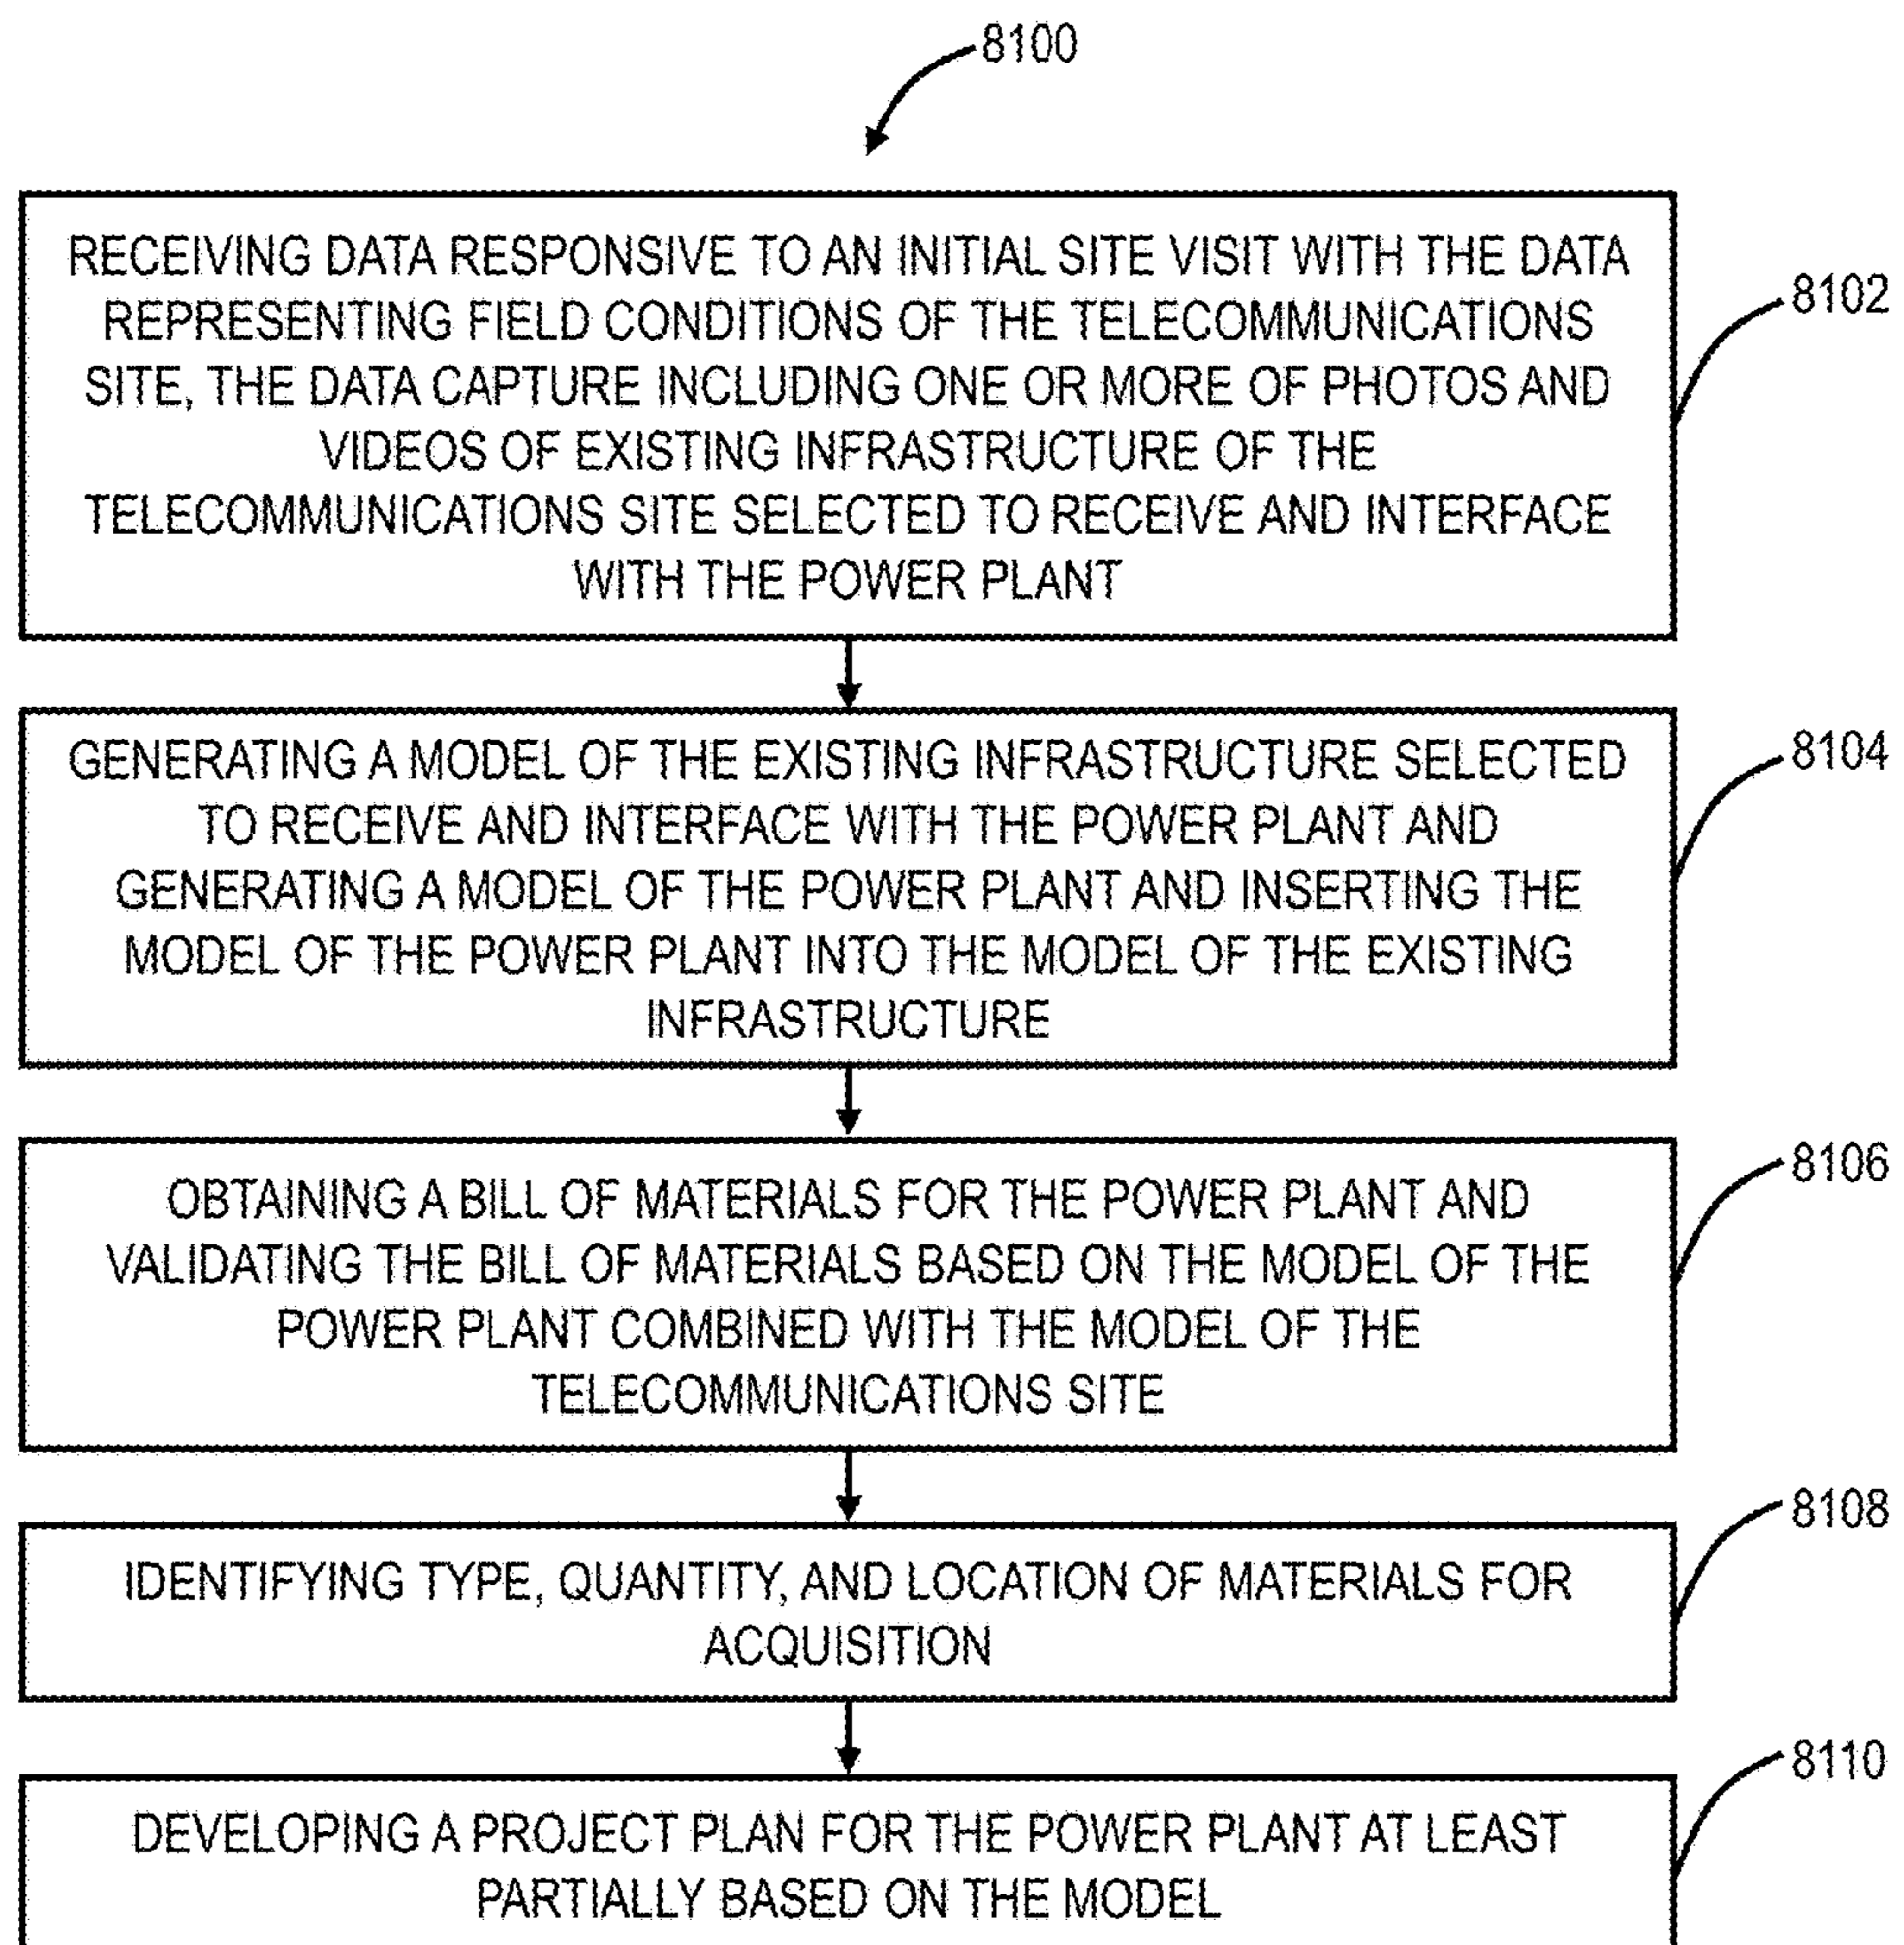 8100
RECEIVING DATA RESPONSIVE TO AN INITIAL SITE VISIT WITH THE DATA
REPRESENTING FIELD CONDITIONS OF THE TELECOMMUNICATIONS
SITE, THE DATA CAPTURE INCLUDING ONE OR MORE OF PHOTOS AND
VIDEOS OF EXISTING INFRASTRUCTURE OF THE
TELECOMMUNICATIONS SITE SELECTED TO RECEIVE AND INTERFACE
WITH THE POWER PLANT
8102
GENERATING A MODEL OF THE EXISTING INFRASTRUCTURE SELECTED
TO RECEIVE AND INTERFACE WITH THE POWER PLANT AND
GENERATING A MODEL OF THE POWER PLANT AND INSERTING THE
MODEL OF THE POWER PLANT INTO THE MODEL OF THE EXISTING
INFRASTRUCTURE
8104
OBTAINING A BILL OF MATERIALS FOR THE POWER PLANT AND
VALIDATING THE BILL OF MATERIALS BASED ON THE MODEL OF THE
POWER PLANT COMBINED WITH THE MODEL OF THE
TELECOMMUNICATIONS SITE
8106
IDENTIFYING TYPE, QUANTITY, AND LOCATION OF MATERIALS FOR
ACQUISITION
8108
DEVELOPING A PROJECT PLAN FOR THE POWER PLANT AT LEAST
PARTIALLY BASED ON THE MODEL
8110